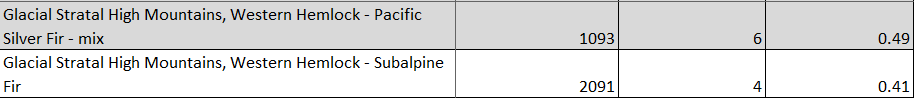 Glacial Stratal High Mountains, Western Hemlock - Pacific
Silver Fir - mix 1093 6 0.49
Glacial Stratal High Mountains, Western Hemlock - Subalpine
Fir 2091 4 0.41